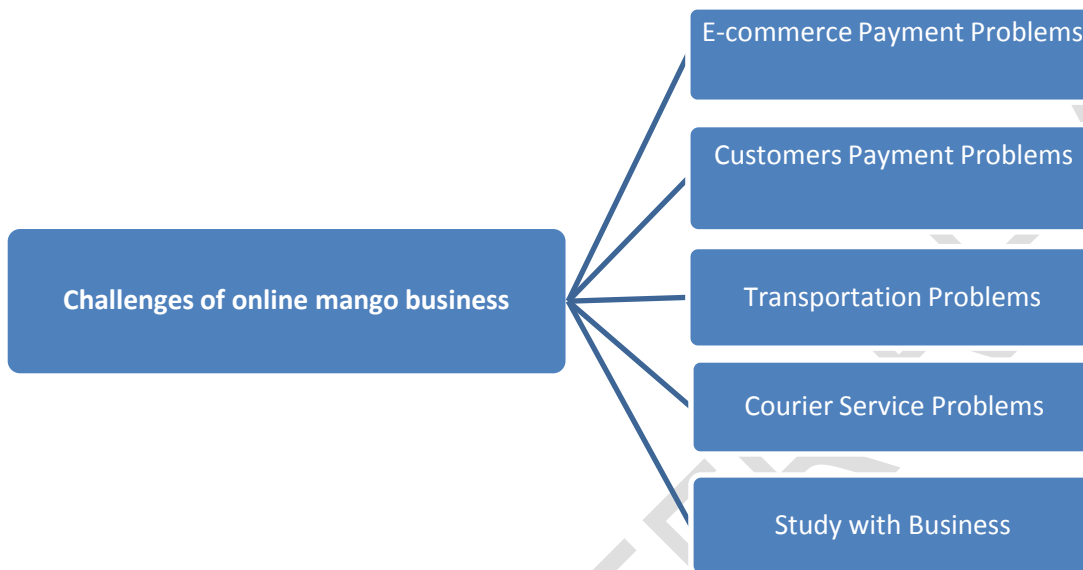 E-commerce Payment Problems
Customers Payment Problems
Challenges of online mango business
Transportation Problems
Courier Service Problems
Study with Business